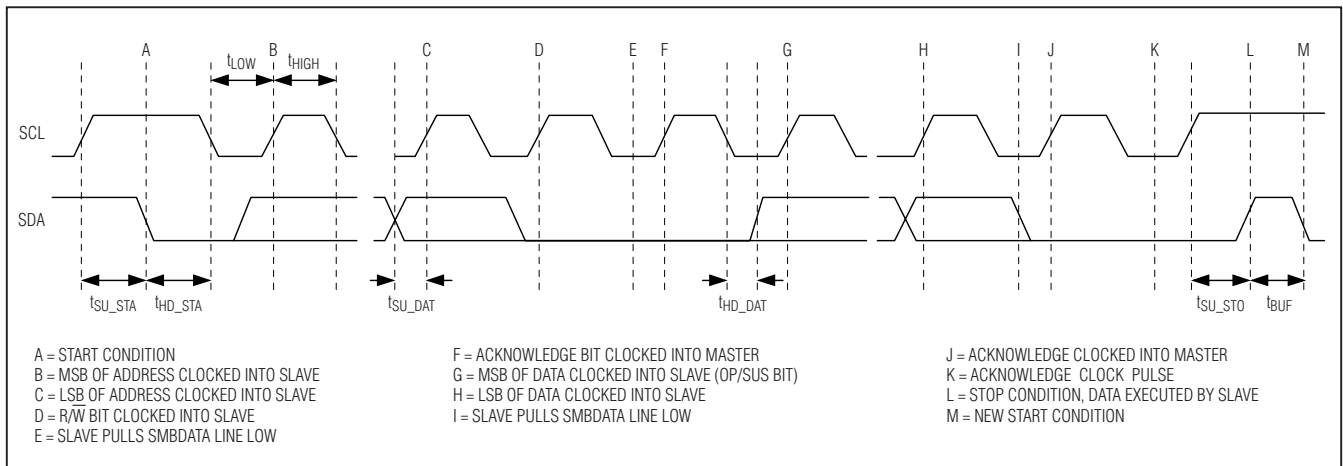 A B C D E F G H I J K L M
tLOW tHIGH
SCL
SDA
tSU_STA tHD_STA tSU_DAT tHD_DAT tSU_STO tBUF
A = START CONDITION
B = MSB OF ADDRESS CLOCKED INTO SLAVE
C = LSB OF ADDRESS CLOCKED INTO SLAVE
D = R/W̅ BIT CLOCKED INTO SLAVE
E = SLAVE PULLS SMBDATA LINE LOW
F = ACKNOWLEDGE BIT CLOCKED INTO MASTER
G = MSB OF DATA CLOCKED INTO SLAVE (OP/SUS BIT)
H = LSB OF DATA CLOCKED INTO SLAVE
I = SLAVE PULLS SMBDATA LINE LOW
J = ACKNOWLEDGE CLOCKED INTO MASTER
K = ACKNOWLEDGE CLOCK PULSE
L = STOP CONDITION, DATA EXECUTED BY SLAVE
M = NEW START CONDITION